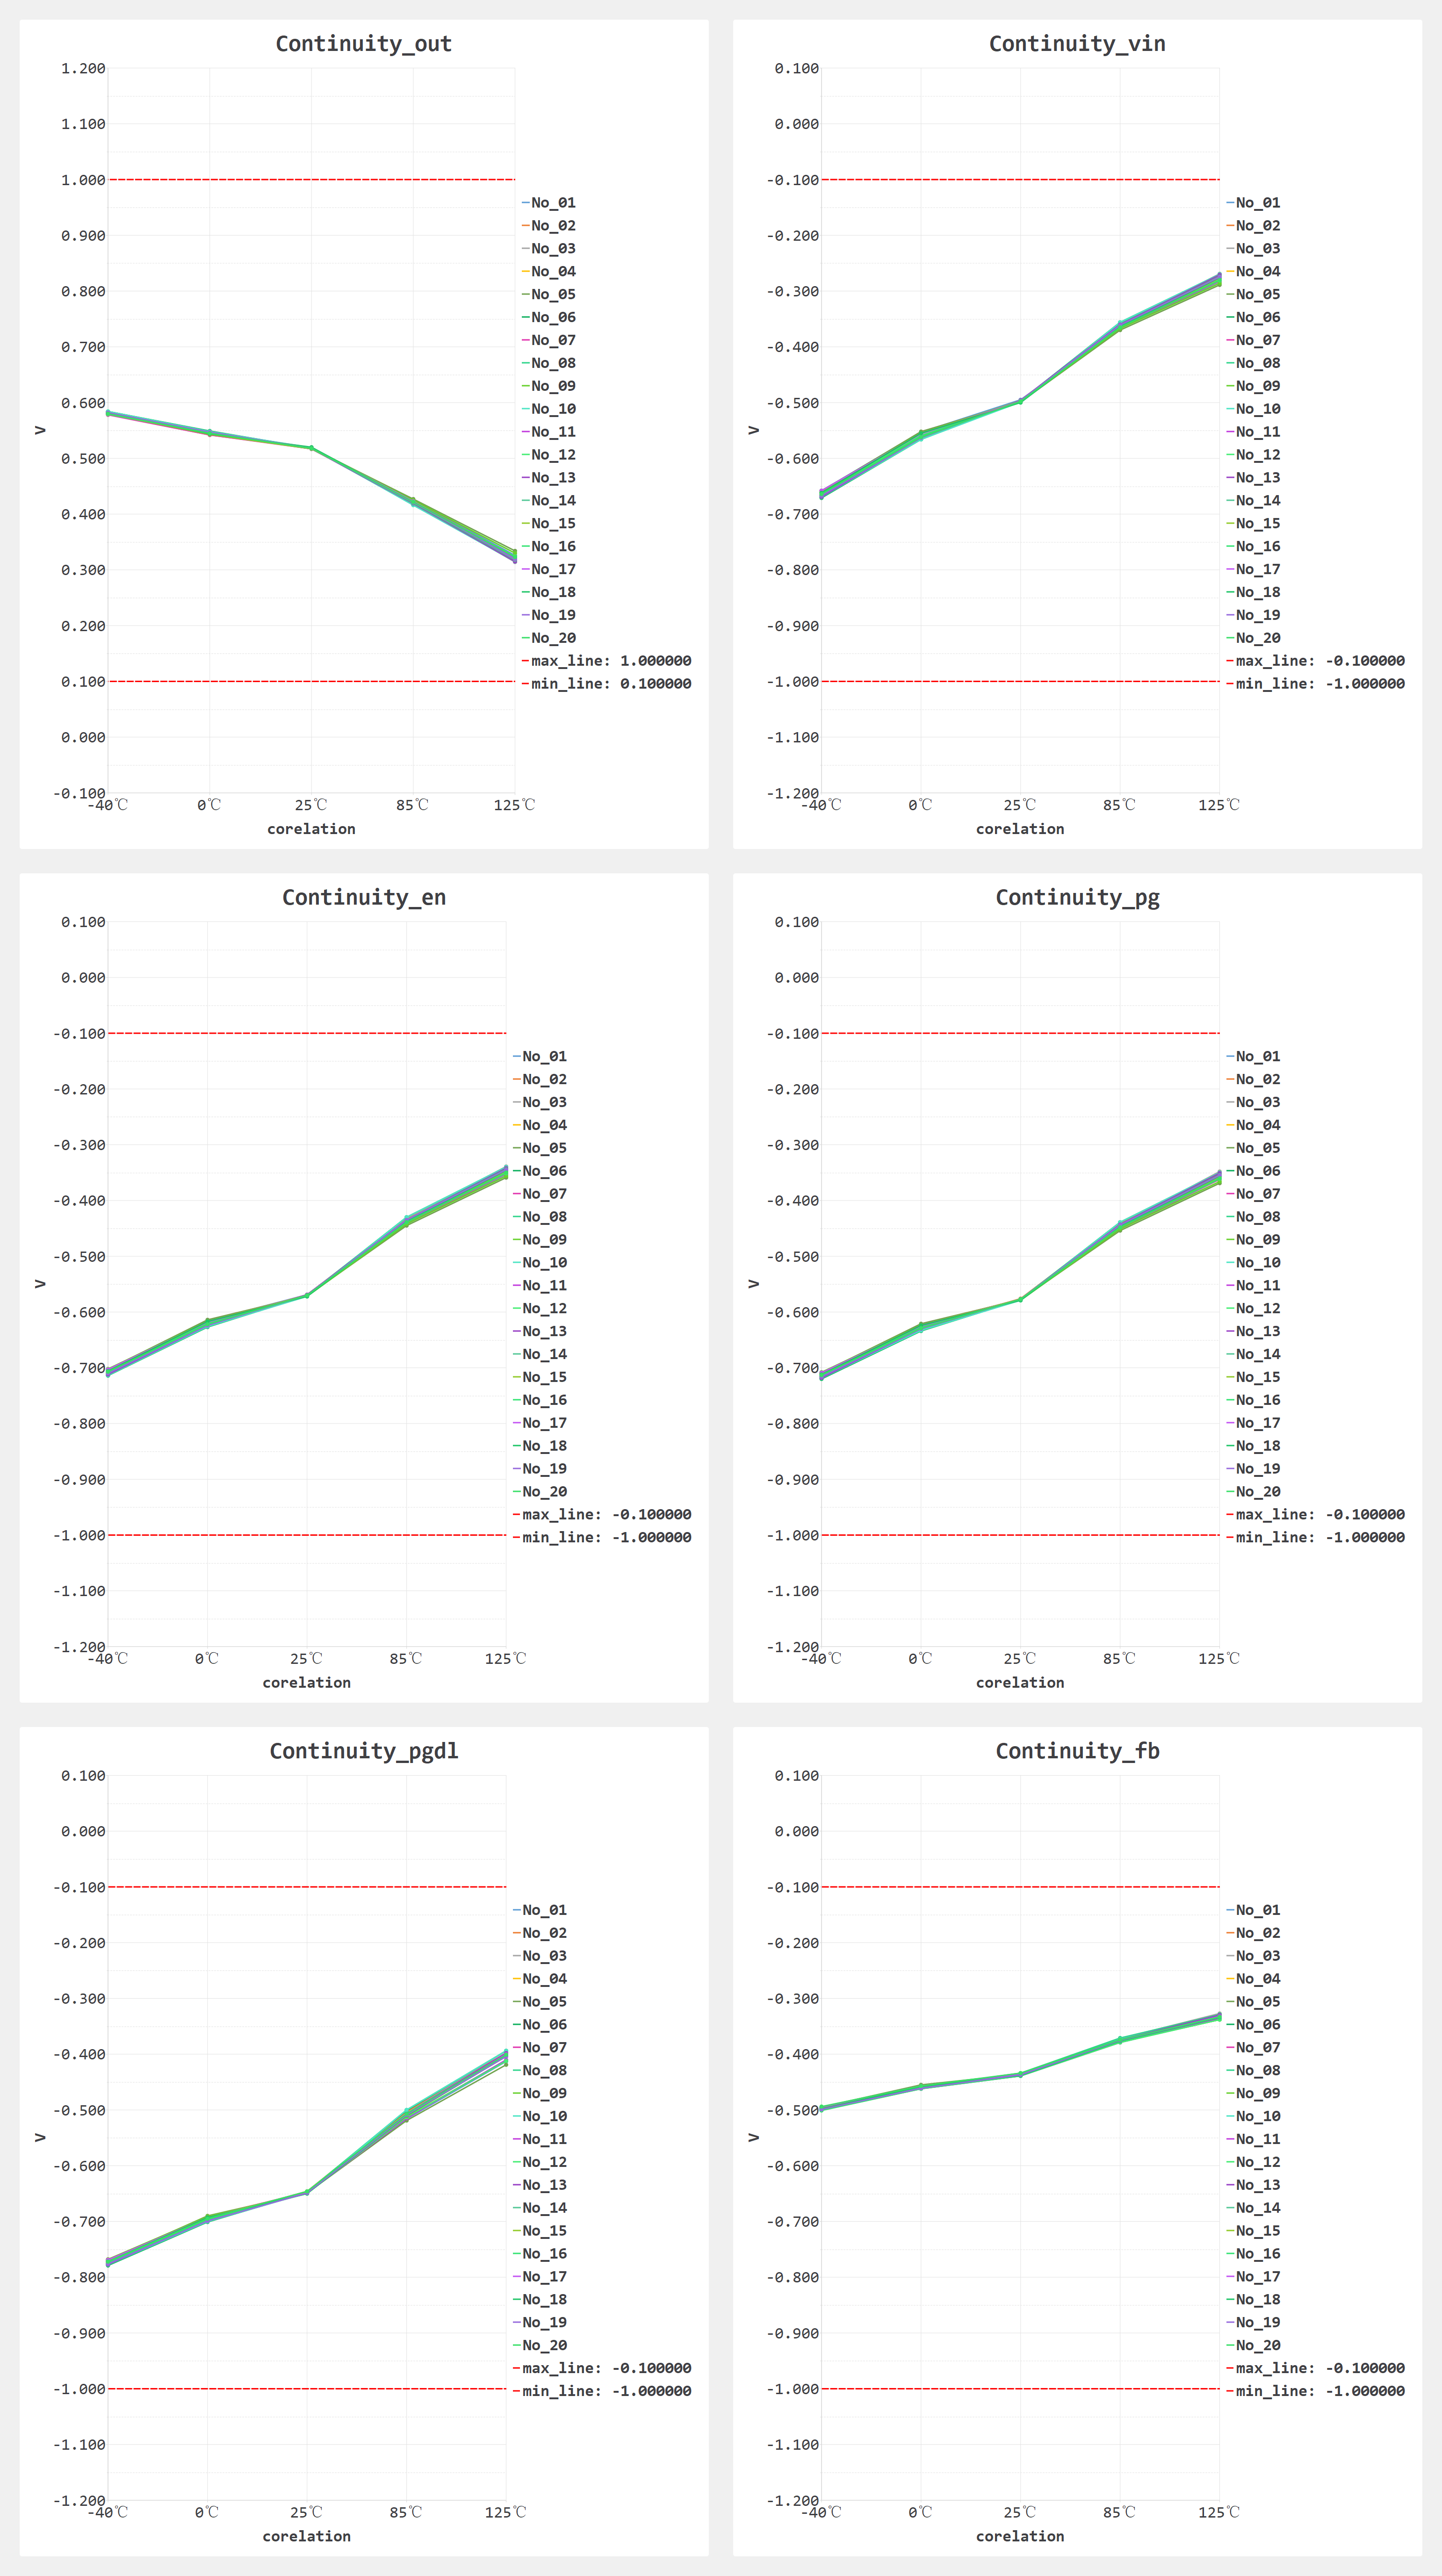 Continuity_out
1.200
1.100
1.000
0.900
0.800
0.700
0.600
0.500
0.400
0.300
0.200
0.100
0.000
-0.100
V
-40℃ 0℃ 25℃ 85℃ 125℃
corelation
No_01
No_02
No_03
No_04
No_05
No_06
No_07
No_08
No_09
No_10
No_11
No_12
No_13
No_14
No_15
No_16
No_17
No_18
No_19
No_20
max_line: 1.000000
min_line: 0.100000
Continuity_vin
0.100
0.000
-0.100
-0.200
-0.300
-0.400
-0.500
-0.600
-0.700
-0.800
-0.900
-1.000
-1.100
-1.200
V
-40℃ 0℃ 25℃ 85℃ 125℃
corelation
No_01
No_02
No_03
No_04
No_05
No_06
No_07
No_08
No_09
No_10
No_11
No_12
No_13
No_14
No_15
No_16
No_17
No_18
No_19
No_20
max_line: -0.100000
min_line: -1.000000
Continuity_en
0.100
0.000
-0.100
-0.200
-0.300
-0.400
-0.500
-0.600
-0.700
-0.800
-0.900
-1.000
-1.100
-1.200
V
-40℃ 0℃ 25℃ 85℃ 125℃
corelation
No_01
No_02
No_03
No_04
No_05
No_06
No_07
No_08
No_09
No_10
No_11
No_12
No_13
No_14
No_15
No_16
No_17
No_18
No_19
No_20
max_line: -0.100000
min_line: -1.000000
Continuity_pg
0.100
0.000
-0.100
-0.200
-0.300
-0.400
-0.500
-0.600
-0.700
-0.800
-0.900
-1.000
-1.100
-1.200
V
-40℃ 0℃ 25℃ 85℃ 125℃
corelation
No_01
No_02
No_03
No_04
No_05
No_06
No_07
No_08
No_09
No_10
No_11
No_12
No_13
No_14
No_15
No_16
No_17
No_18
No_19
No_20
max_line: -0.100000
min_line: -1.000000
Continuity_pgdl
0.100
0.000
-0.100
-0.200
-0.300
-0.400
-0.500
-0.600
-0.700
-0.800
-0.900
-1.000
-1.100
-1.200
V
-40℃ 0℃ 25℃ 85℃ 125℃
corelation
No_01
No_02
No_03
No_04
No_05
No_06
No_07
No_08
No_09
No_10
No_11
No_12
No_13
No_14
No_15
No_16
No_17
No_18
No_19
No_20
max_line: -0.100000
min_line: -1.000000
Continuity_fb
0.100
0.000
-0.100
-0.200
-0.300
-0.400
-0.500
-0.600
-0.700
-0.800
-0.900
-1.000
-1.100
-1.200
V
-40℃ 0℃ 25℃ 85℃ 125℃
corelation
No_01
No_02
No_03
No_04
No_05
No_06
No_07
No_08
No_09
No_10
No_11
No_12
No_13
No_14
No_15
No_16
No_17
No_18
No_19
No_20
max_line: -0.100000
min_line: -1.000000